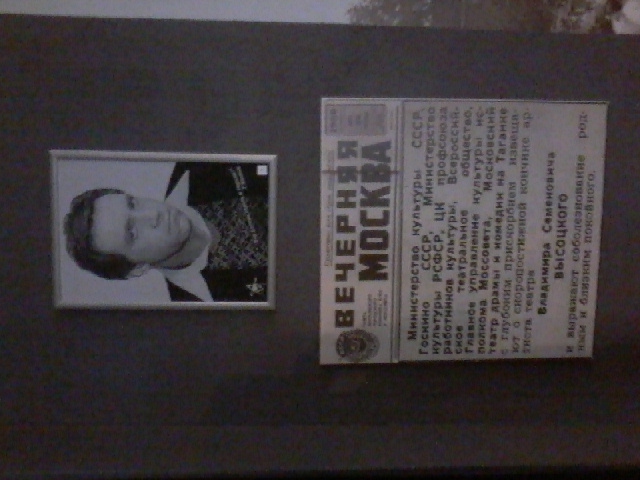 ВЕЧЕРНЯЯ
МОСКВА
Министерство культуры СССР,
Госкино СССР, Министерство
культуры РСФСР, ЦК профсоюза
работников культуры, Всероссий-
ское театральное общество,
Главное управление культуры ис-
полкома Моссовета, Московский
театр драмы и комедии на Таганке
с глубоким прискорбием извеща-
ют о скоропостижной кончине ар-
тиста театра
Владимира Семеновича
ВЫСОЦКОГО
и выражают соболезнование род-
ным и близким покойного.